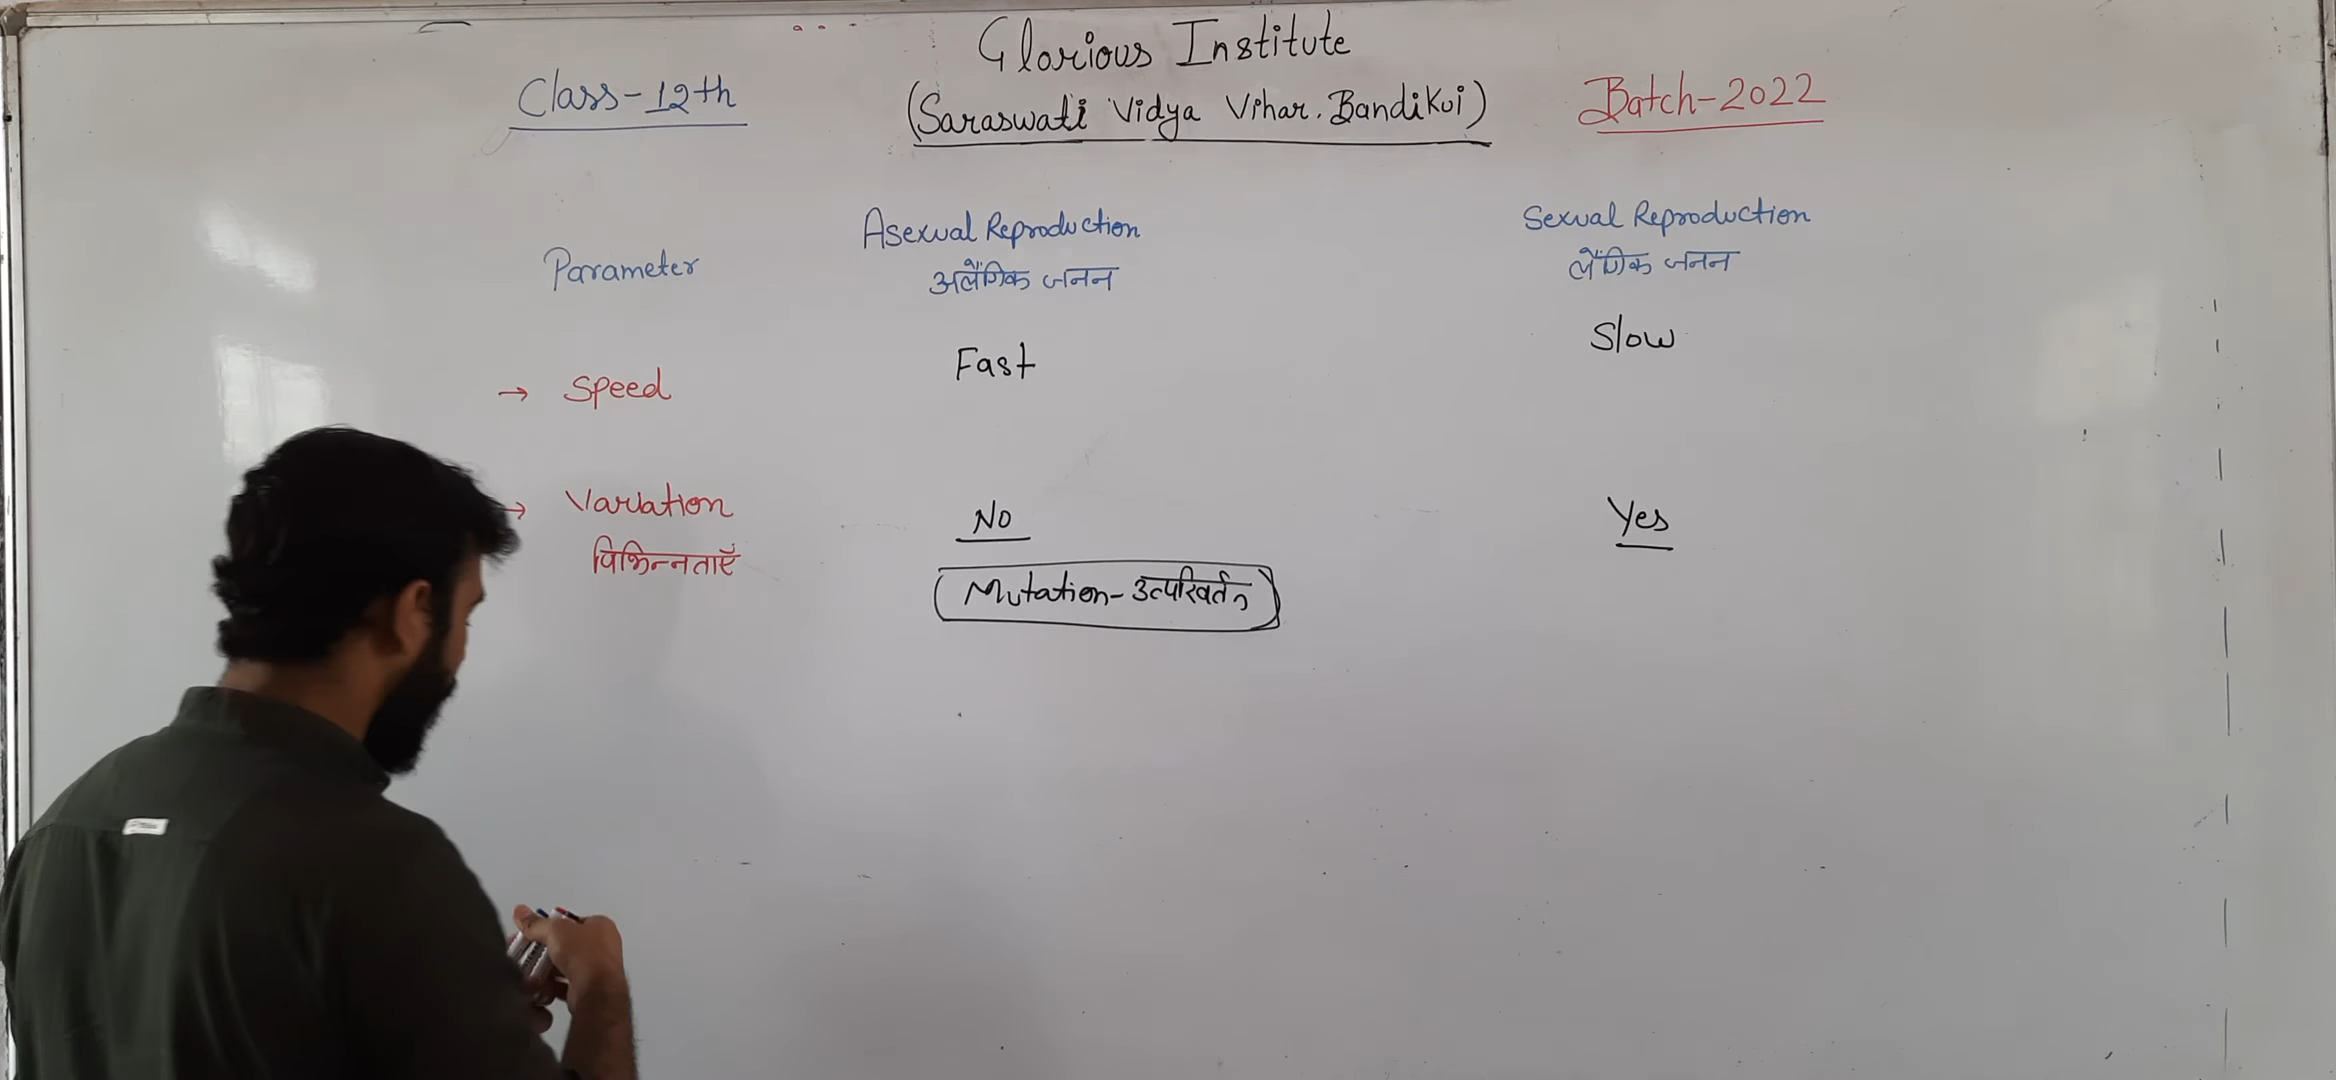 Glorious Institute
Class-12th
(Saraswati Vidya Vihar. Bandikui)
Batch-2022
Parameter
Asexual Reproduction
अलैंगिक जनन
Sexual Reproduction
लैंगिक जनन
→ Speed
Fast
Slow
→ Variation
विभिन्नताएँ
No
Yes
Mutation-उत्परिवर्तन